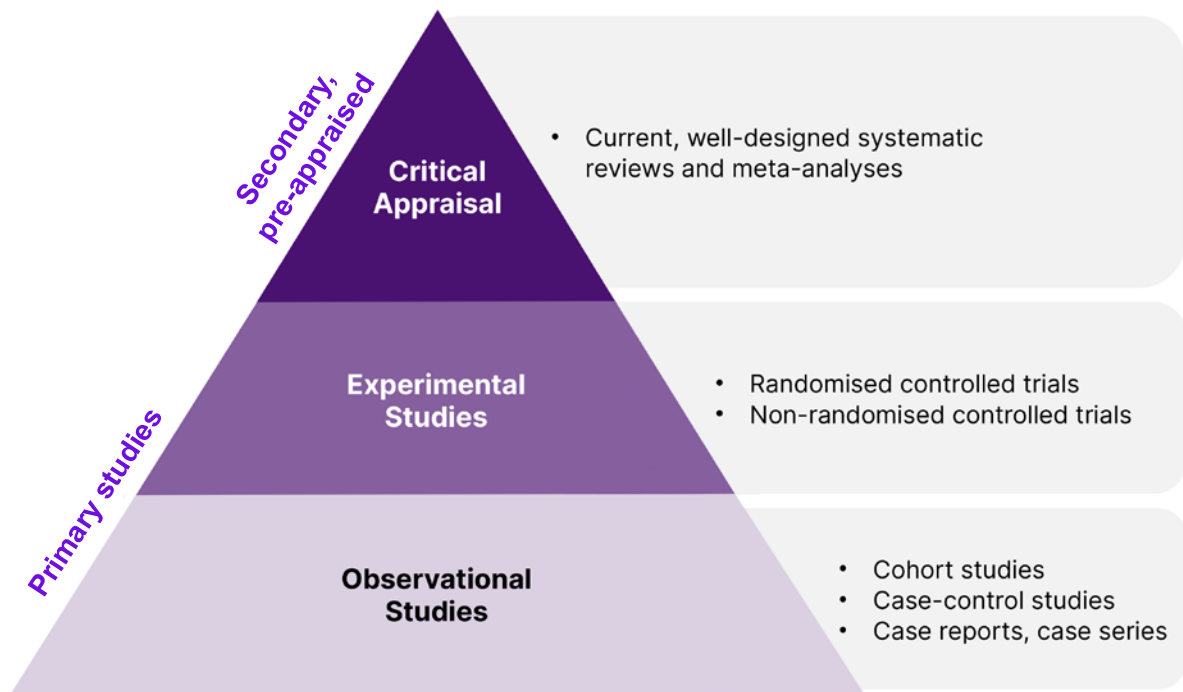 Secondary,
pre-appraised
Critical
Appraisal
• Current, well-designed systematic
reviews and meta-analyses
Primary studies
Experimental
Studies
• Randomised controlled trials
• Non-randomised controlled trials
Observational
Studies
• Cohort studies
• Case-control studies
• Case reports, case series